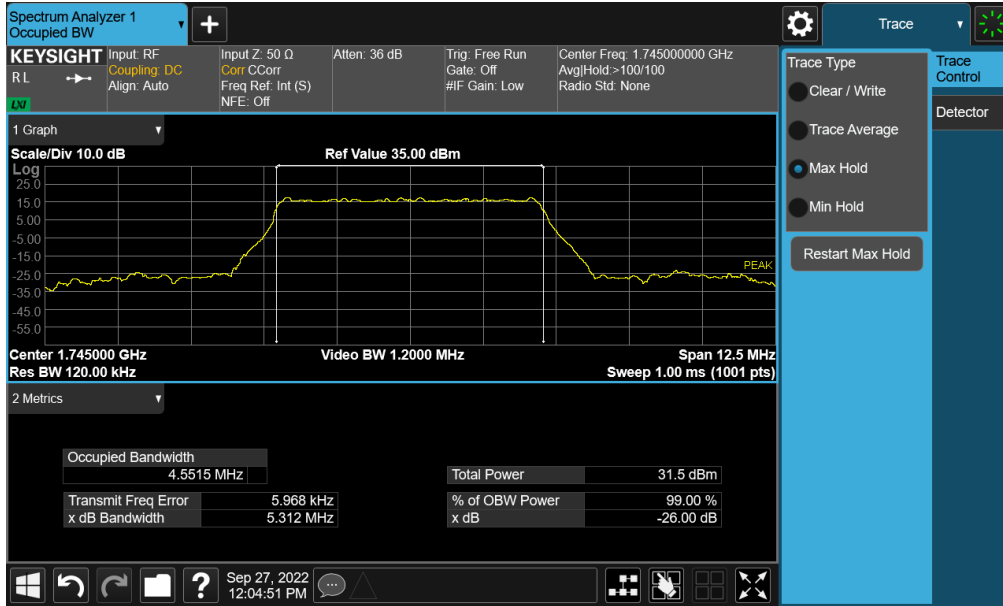 Spectrum Analyzer 1
Occupied BW
Trace
KEYSIGHT
RL
LXI
Input: RF
Coupling: DC
Align: Auto
Input Z: 50 Ω
Corr CCorr
Freq Ref: Int (S)
NFE: Off
Atten: 36 dB
Trig: Free Run
Gate: Off
#IF Gain: Low
Center Freq: 1.745000000 GHz
Avg|Hold:>100/100
Radio Std: None
1 Graph
Scale/Div 10.0 dB
Ref Value 35.00 dBm
Log
25.0
15.0
5.00
-5.00
-15.0
-25.0
-35.0
-45.0
-55.0
PEAK
Center 1.745000 GHz
Video BW 1.2000 MHz
Span 12.5 MHz
Res BW 120.00 kHz
Sweep 1.00 ms (1001 pts)
2 Metrics
Occupied Bandwidth
4.5515 MHz
Total Power 31.5 dBm
Transmit Freq Error 5.968 kHz
% of OBW Power 99.00 %
x dB Bandwidth 5.312 MHz
x dB -26.00 dB
Trace Type
Clear / Write
Trace Average
Max Hold
Min Hold
Restart Max Hold
Trace
Control
Detector
?
Sep 27, 2022
12:04:51 PM